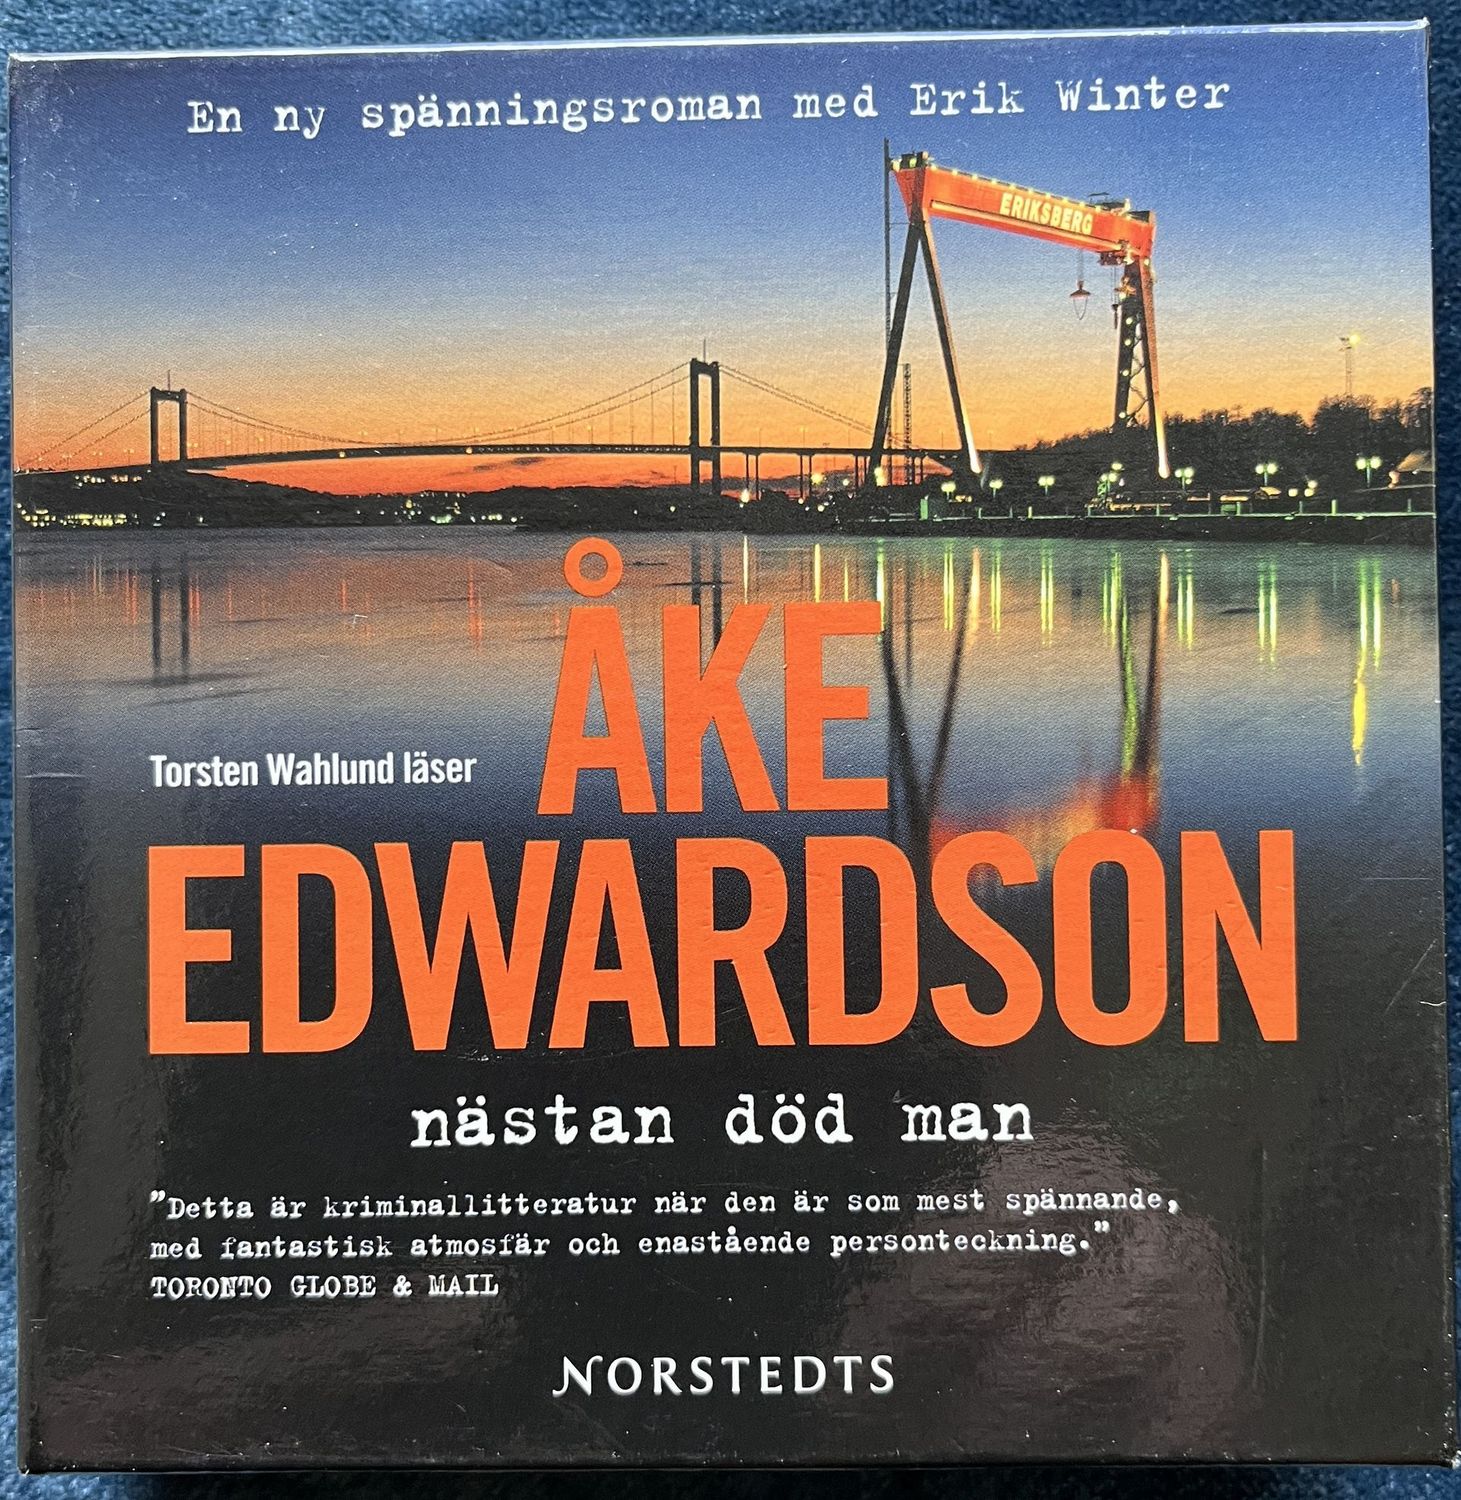 En ny spänningsroman med Erik Winter
ERIKSBERG
ÅKE
Torsten Wahlund läser
EDWARDSON
nästan död man
”Detta är kriminallitteratur när den är som mest spännande,
med fantastisk atmosfär och enastående personteckning.”
TORONTO GLOBE & MAIL
NORSTEDTS